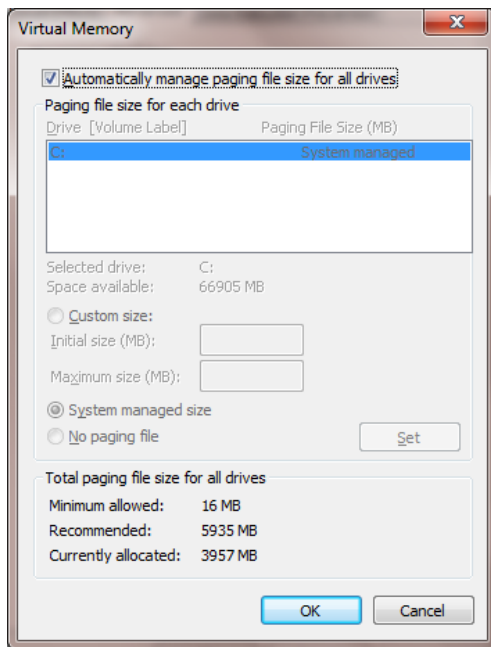 Virtual Memory
Automatically manage paging file size for all drives
Paging file size for each drive
Drive [Volume Label] Paging File Size (MB)
C: System managed
Selected drive: C:
Space available: 66905 MB
Custom size:
Initial size (MB):
Maximum size (MB):
System managed size
No paging file
Set
Total paging file size for all drives
Minimum allowed: 16 MB
Recommended: 5935 MB
Currently allocated: 3957 MB
OK Cancel